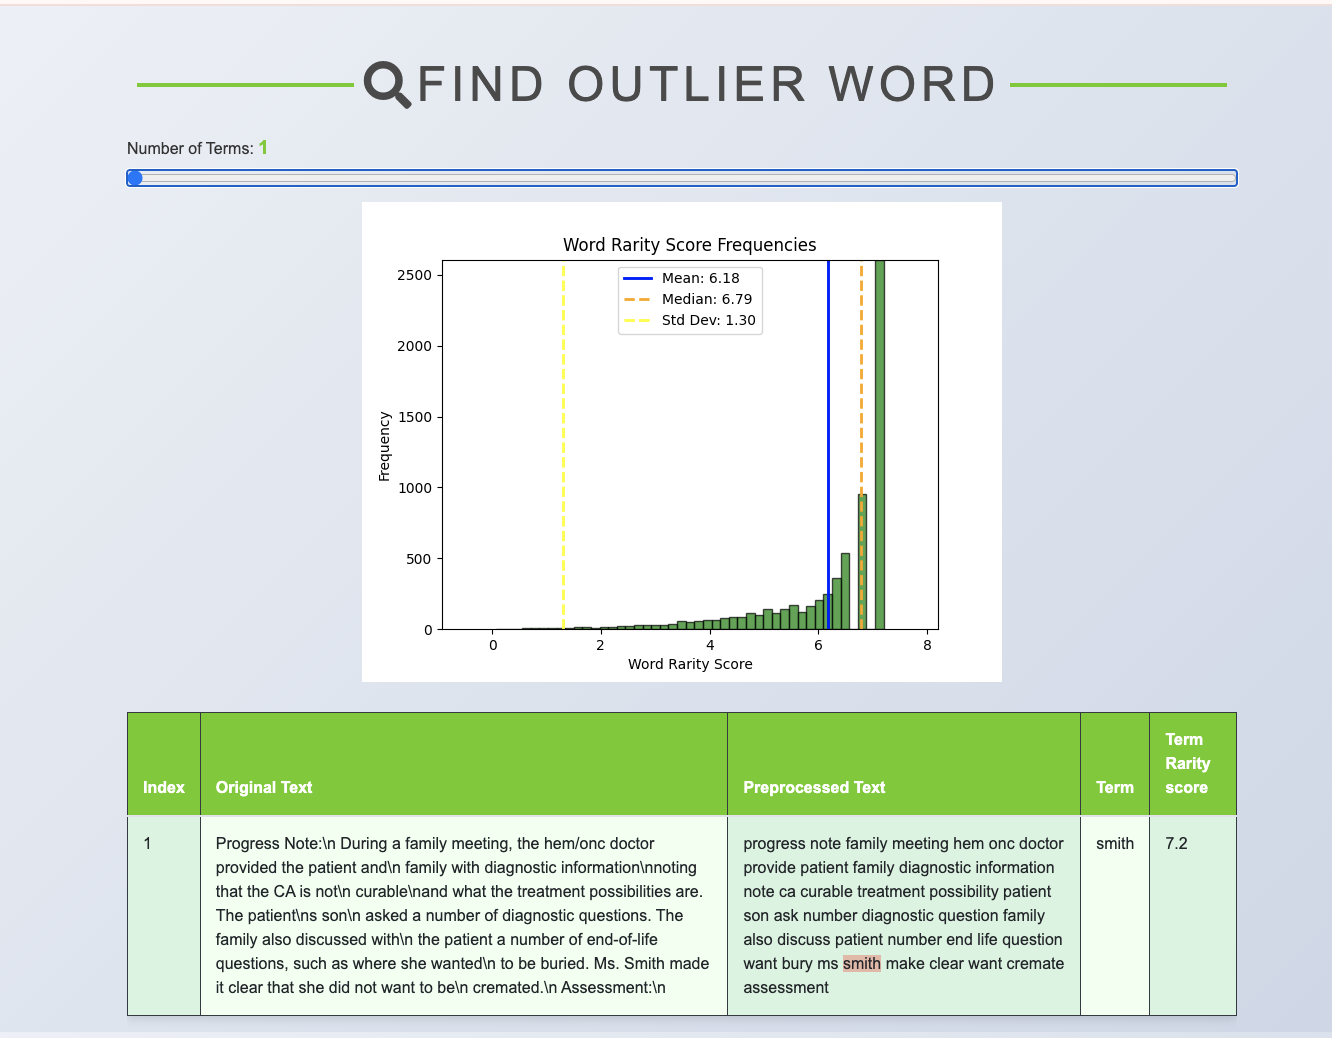 FIND OUTLIER WORD
Number of Terms: 1
Word Rarity Score Frequencies
Mean: 6.18
Median: 6.79
Std Dev: 1.30
Frequency
2500
2000
1500
1000
500
0
0 2 4 6 8
Word Rarity Score
Index
Original Text
Preprocessed Text
Term
Term
Rarity
score
1
Progress Note:\n During a family meeting, the hem/onc doctor
provided the patient and\n family with diagnostic information\nnoting
that the CA is not\n curable\nand what the treatment possibilities are.
The patient\ns son\n asked a number of diagnostic questions. The
family also discussed with\n the patient a number of end-of-life
questions, such as where she wanted\n to be buried. Ms. Smith made
it clear that she did not want to be\n cremated.\n Assessment:\n
progress note family meeting hem onc doctor
provide patient family diagnostic information
note ca curable treatment possibility patient
son ask number diagnostic question family
also discuss patient number end life question
want bury ms smith make clear want cremate
assessment
smith
7.2